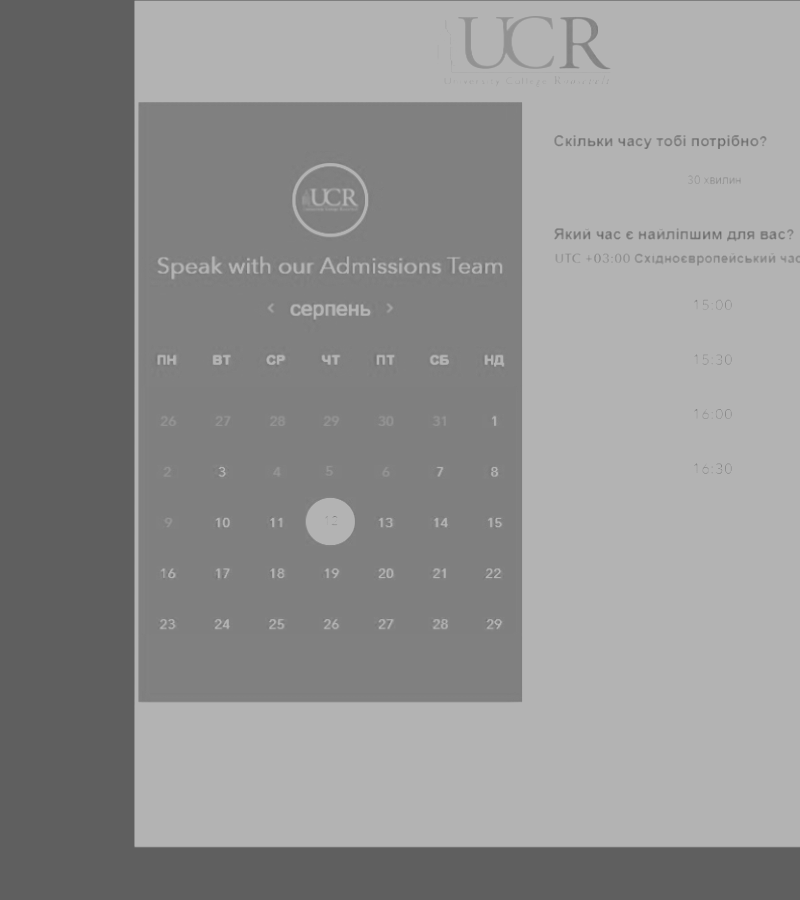 UCR
University College Roosevelt
UCR
Speak with our Admissions Team
< серпень >
ПН ВТ СР ЧТ ПТ СБ НД
26 27 28 29 30 31 1
2 3 4 5 6 7 8
9 10 11 12 13 14 15
16 17 18 19 20 21 22
23 24 25 26 27 28 29
Скільки часу тобі потрібно?
30 хвилин
Який час є найліпшим для вас?
UTC +03:00 Східноєвропейський час
15:00
15:30
16:00
16:30